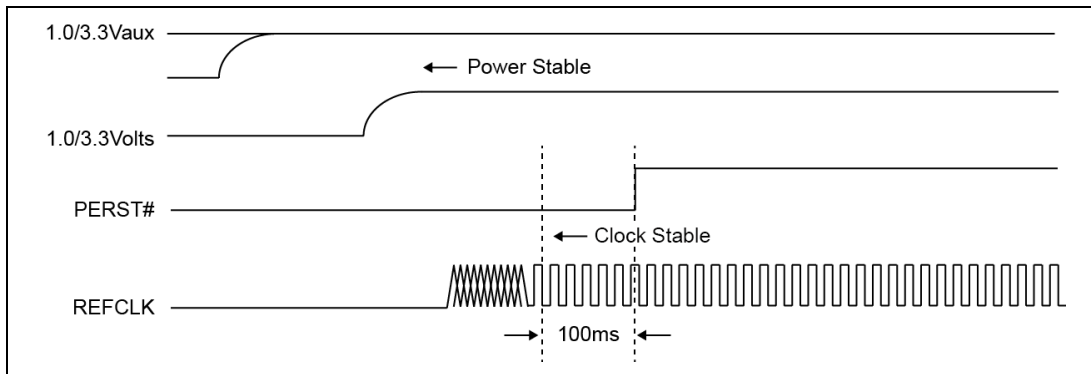 1.0/3.3Vaux
Power Stable
1.0/3.3Volts
PERST#
Clock Stable
REFCLK
100ms